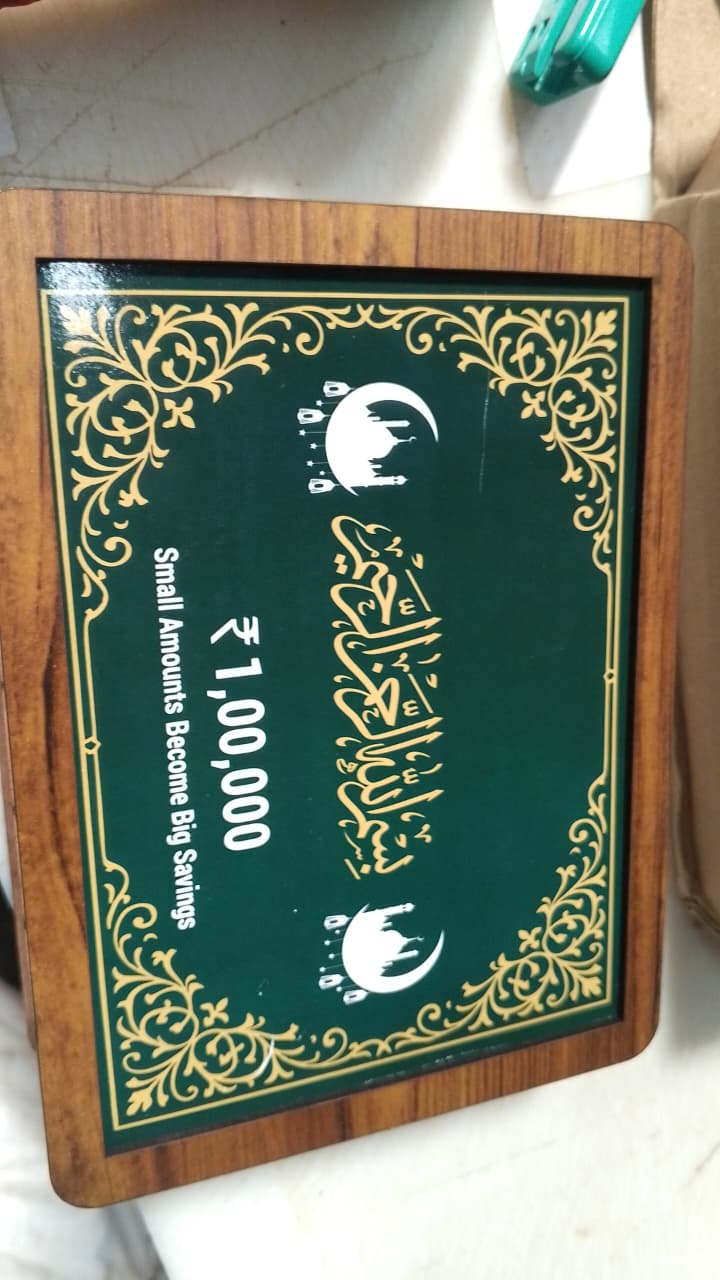 بِسْمِ اللّٰهِ الرَّحْمٰنِ الرَّحِيْمِ
₹ 1,00,000
Small Amounts Become Big Savings